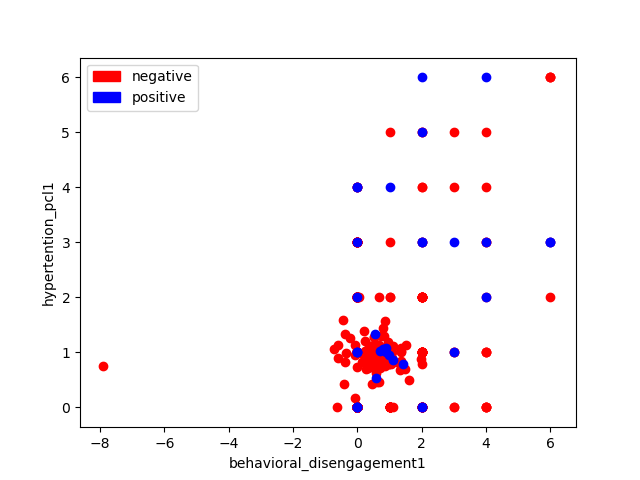 negative
positive
6
5
4
3
2
1
0
hypertention_pcl1
−8 −6 −4 −2 0 2 4 6
behavioral_disengagement1